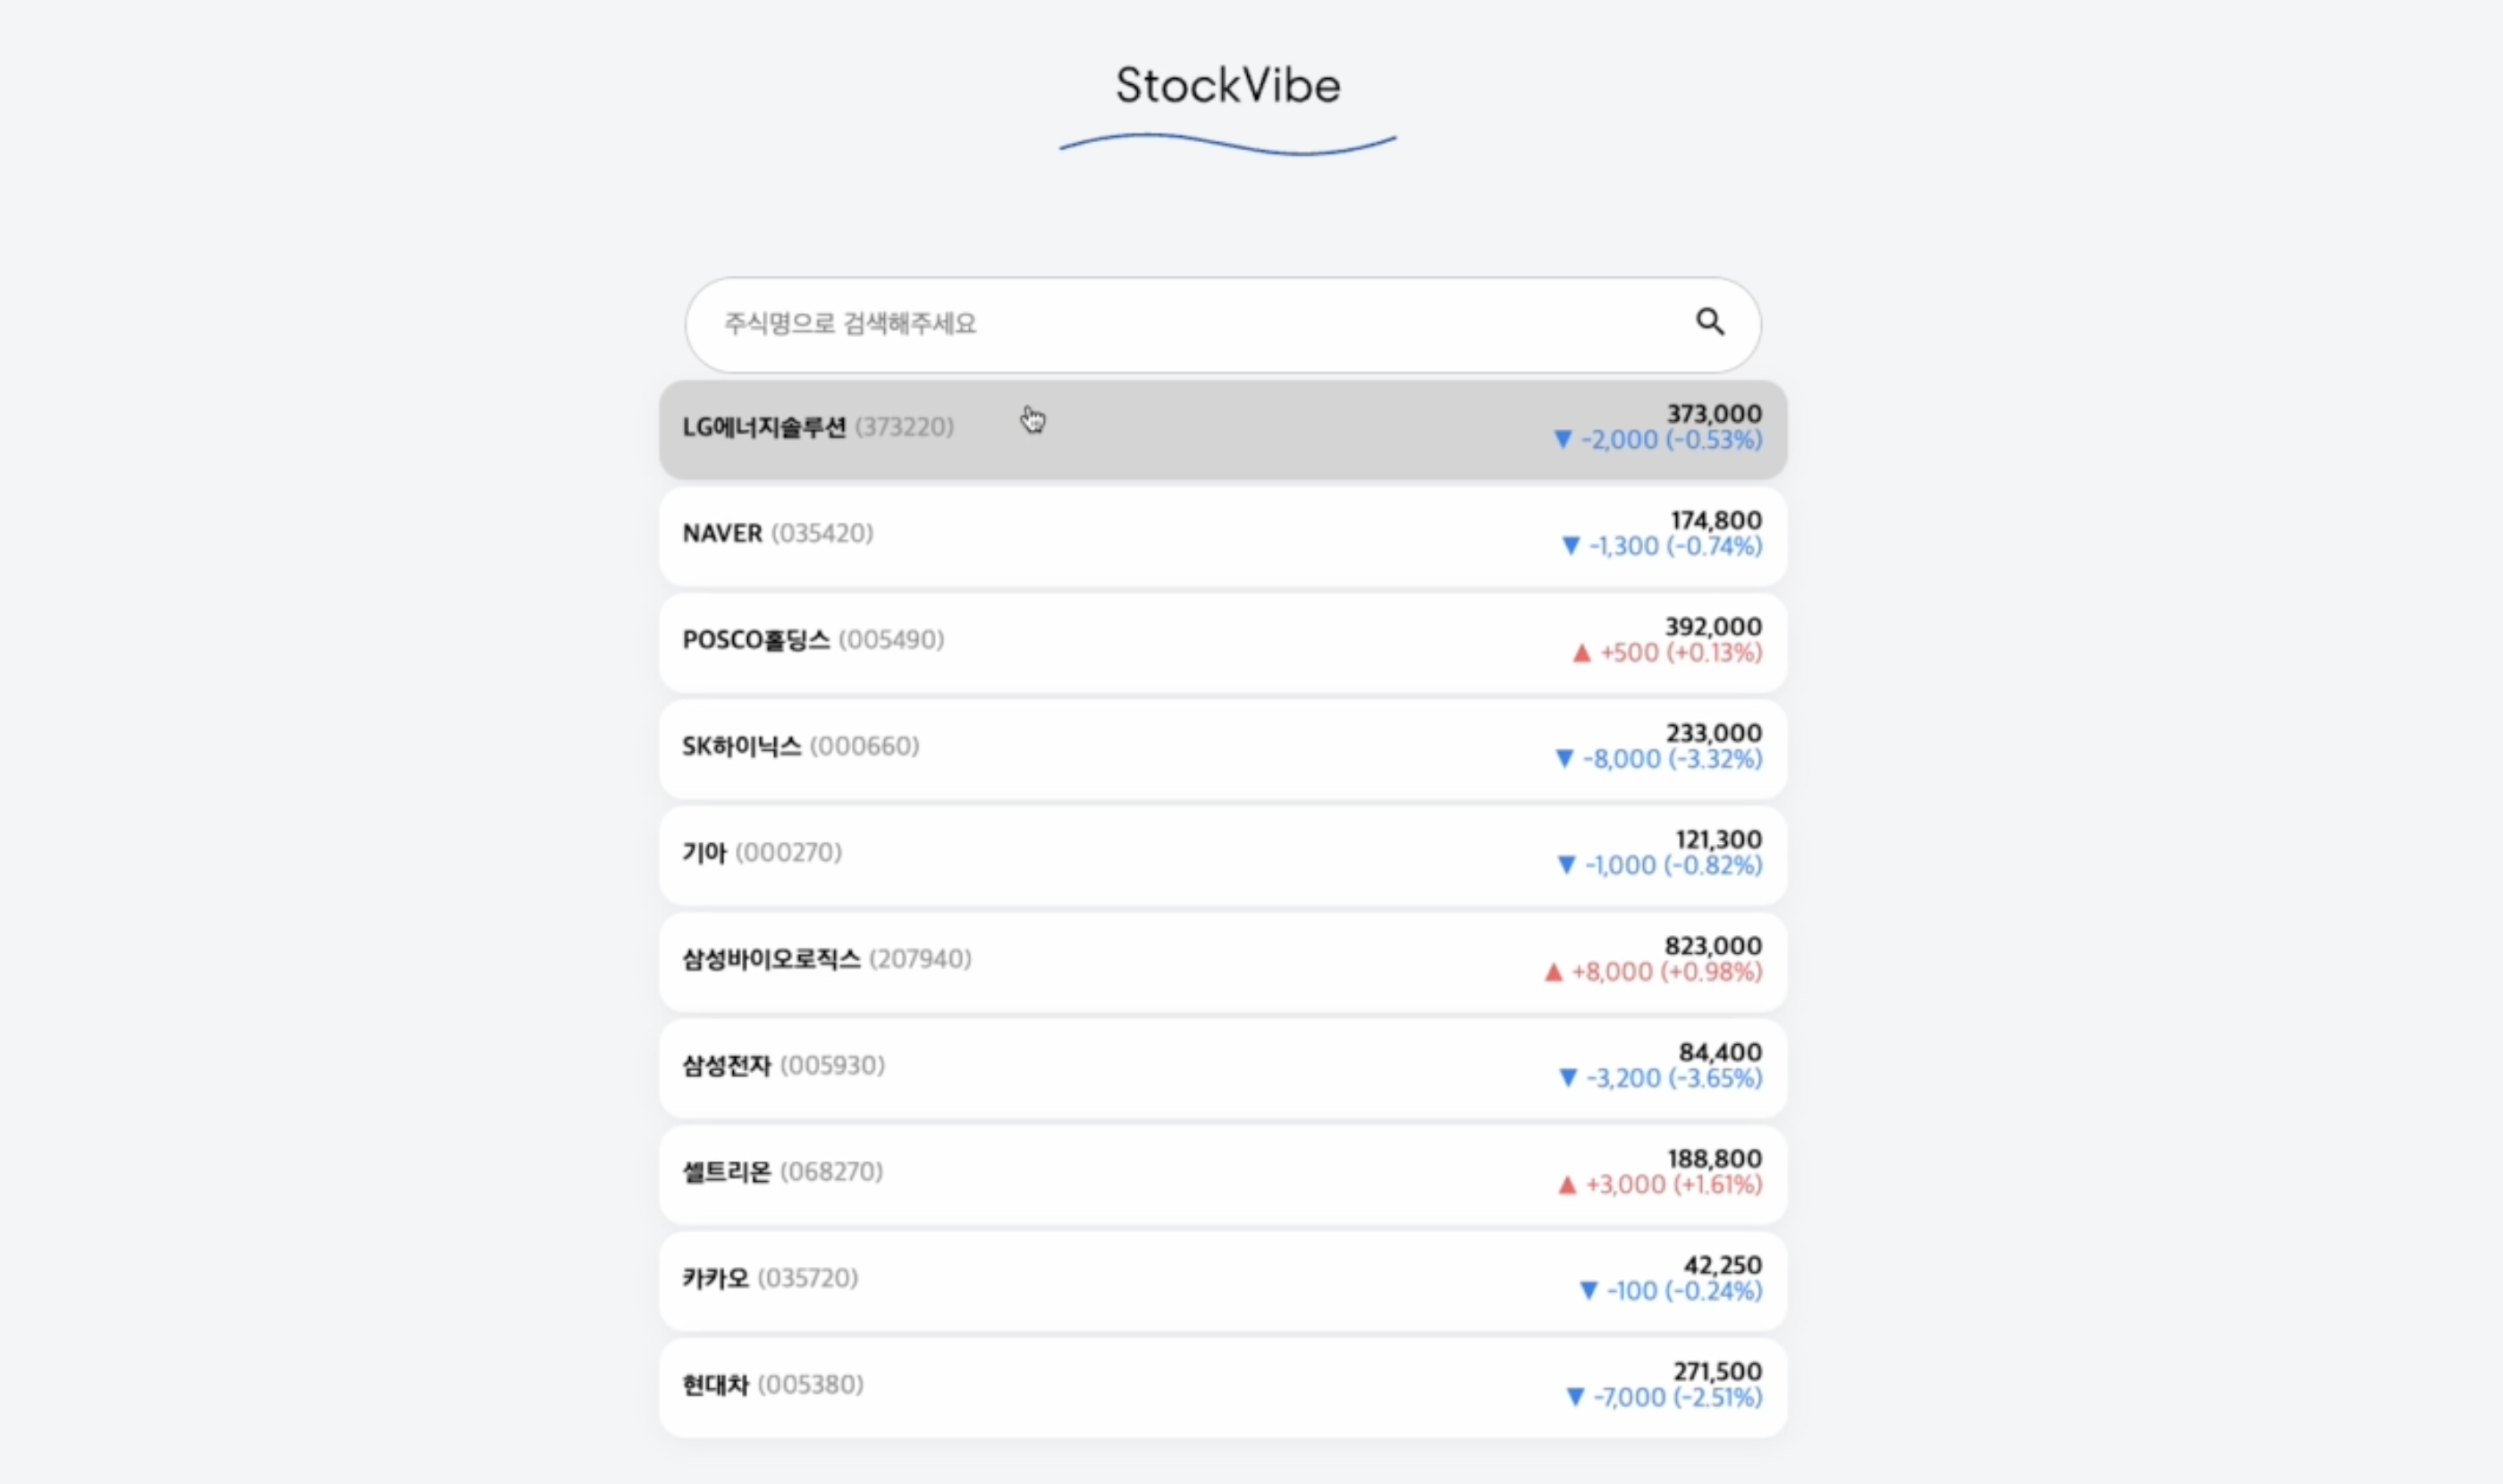 StockVibe
주식명으로 검색해주세요
LG에너지솔루션 (373220)
373,000
▼ -2,000 (-0.53%)
NAVER (035420)
174,800
▼ -1,300 (-0.74%)
POSCO홀딩스 (005490)
392,000
▲ +500 (+0.13%)
SK하이닉스 (000660)
233,000
▼ -8,000 (-3.32%)
기아 (000270)
121,300
▼ -1,000 (-0.82%)
삼성바이오로직스 (207940)
823,000
▲ +8,000 (+0.98%)
삼성전자 (005930)
84,400
▼ -3,200 (-3.65%)
셀트리온 (068270)
188,800
▲ +3,000 (+1.61%)
카카오 (035720)
42,250
▼ -100 (-0.24%)
현대차 (005380)
271,500
▼ -7,000 (-2.51%)